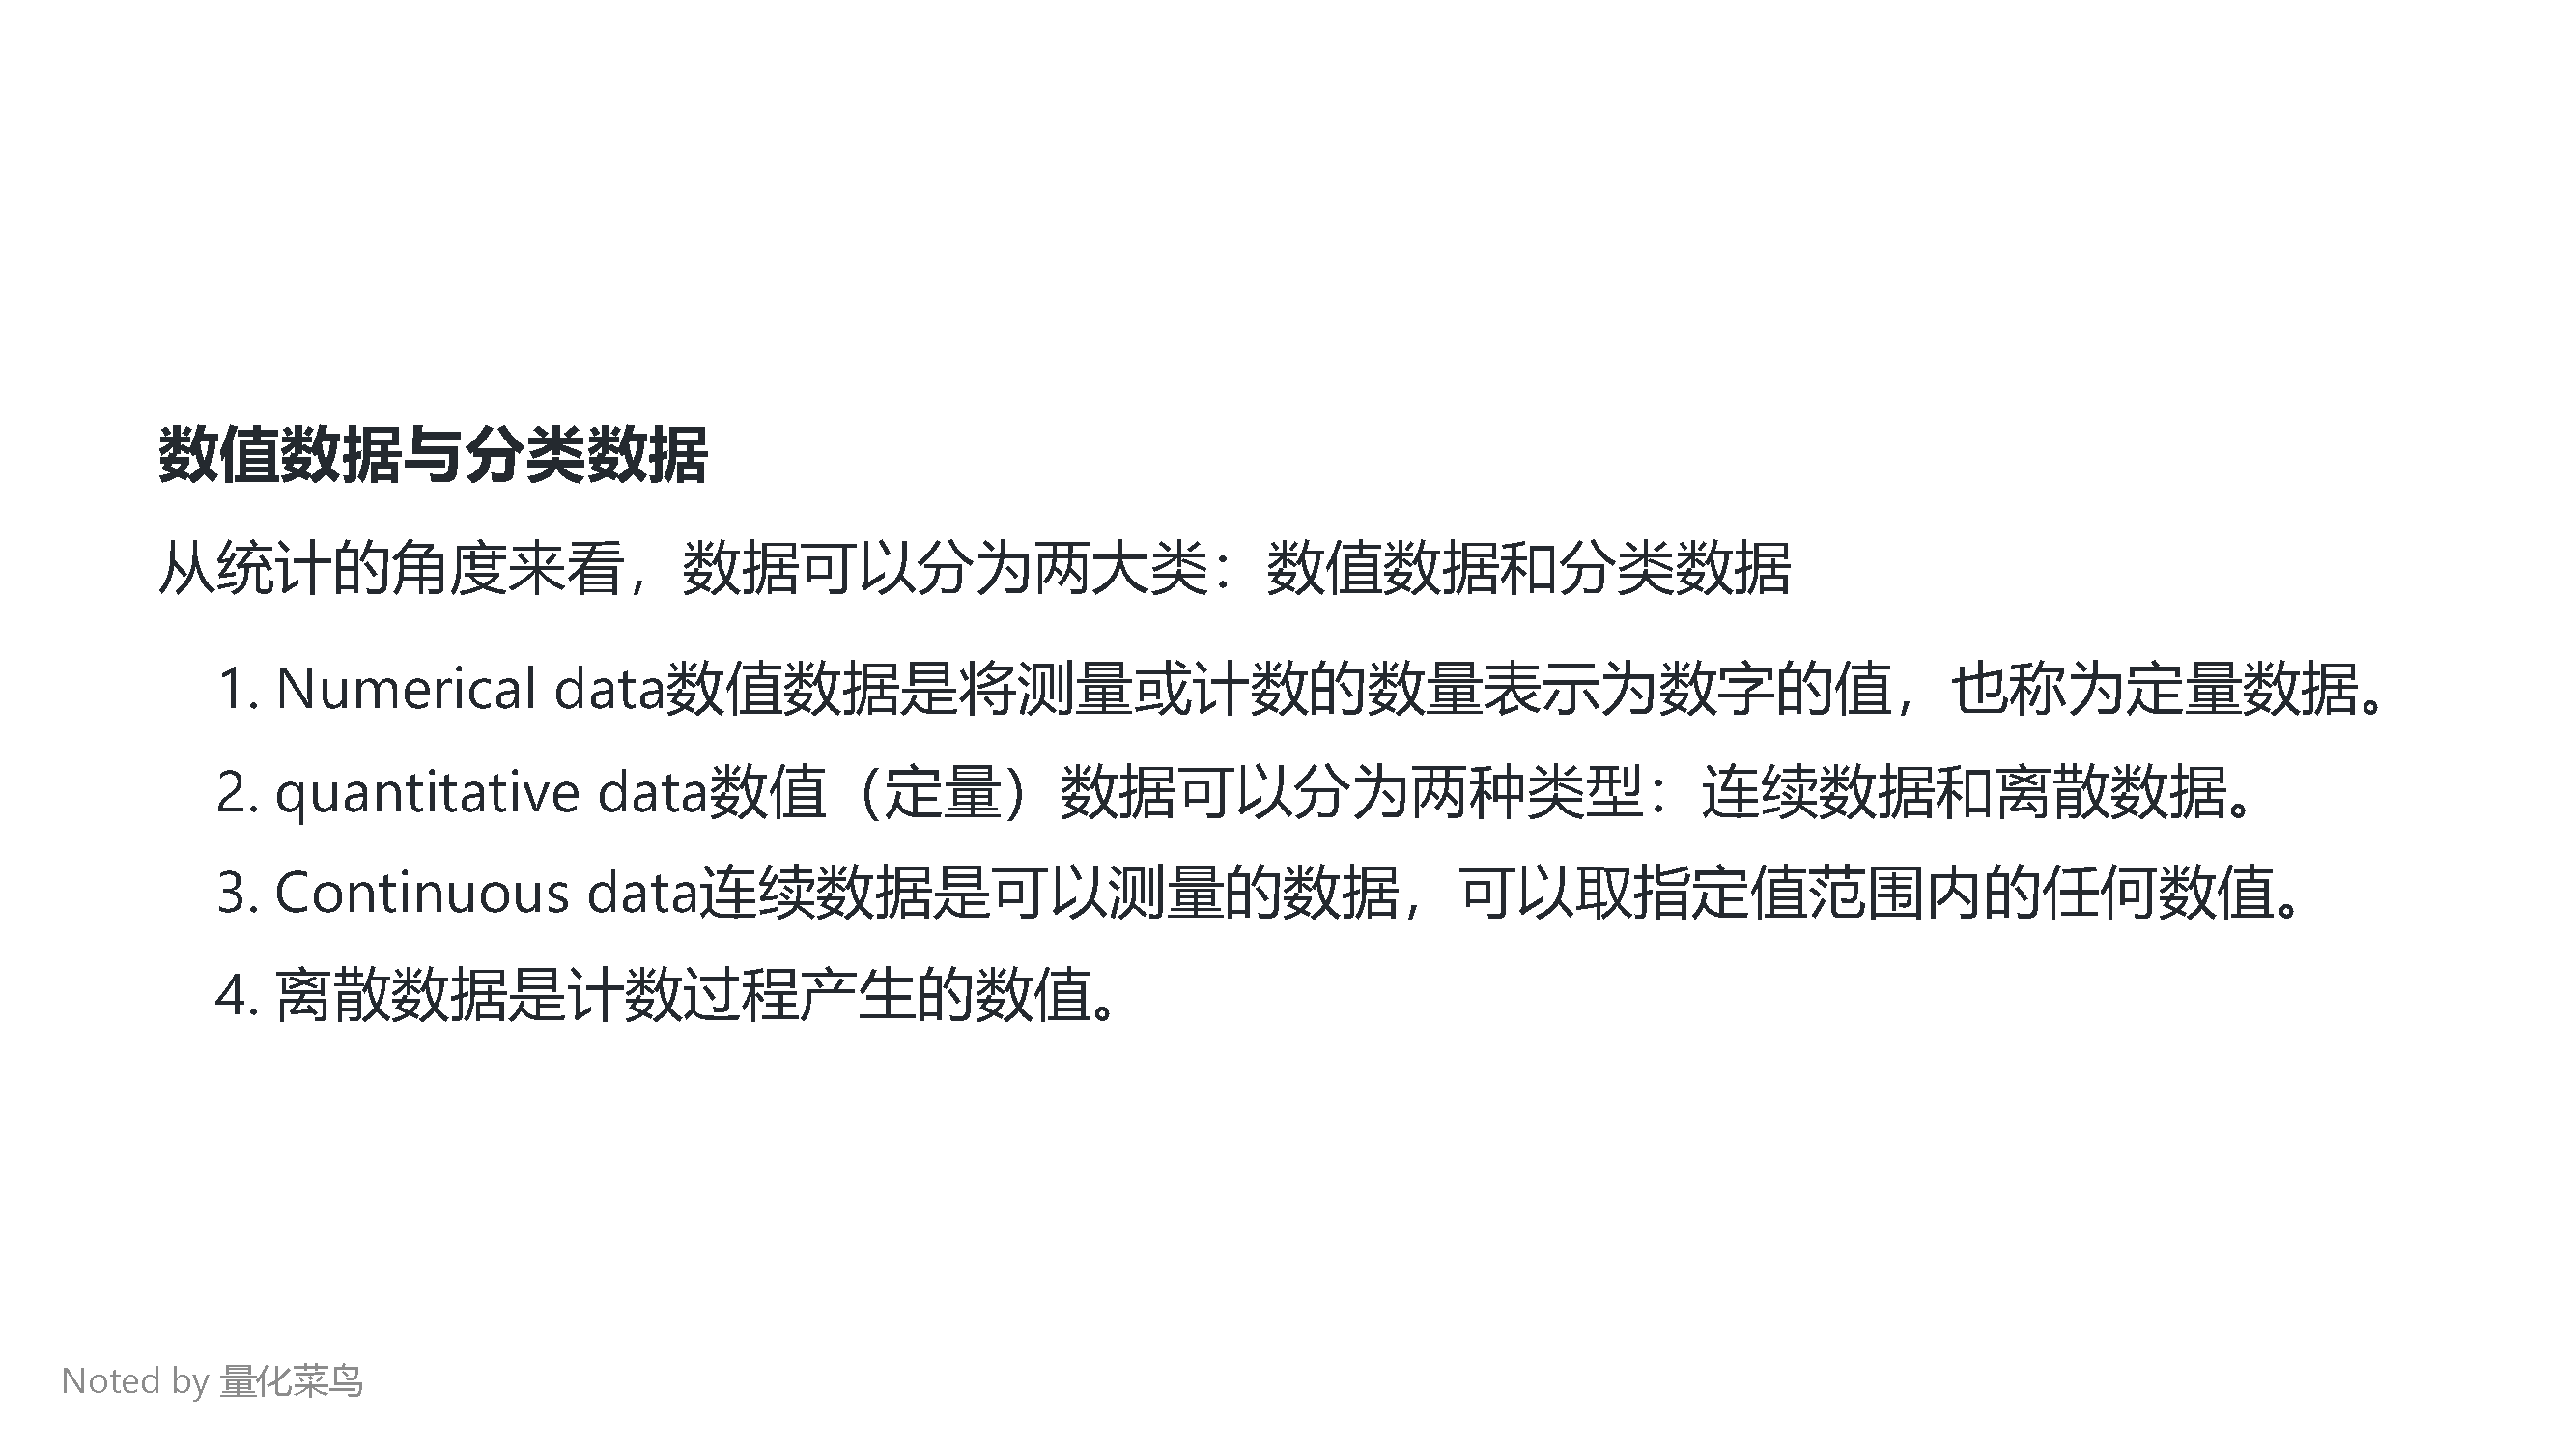 数值数据与分类数据
从统计的角度来看，数据可以分为两大类：数值数据和分类数据
1. Numerical data数值数据是将测量或计数的数量表示为数字的值，也称为定量数据。
2. quantitative data数值（定量）数据可以分为两种类型：连续数据和离散数据。
3. Continuous data连续数据是可以测量的数据，可以取指定值范围内的任何数值。
4. 离散数据是计数过程产生的数值。
Noted by 量化菜鸟